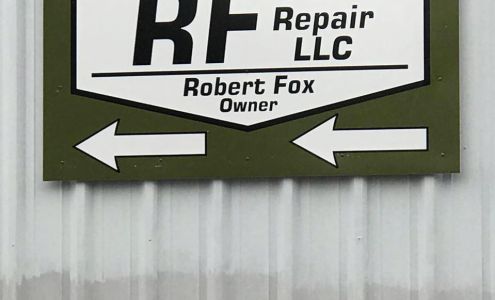 RF Repair
LLC
Robert Fox
Owner